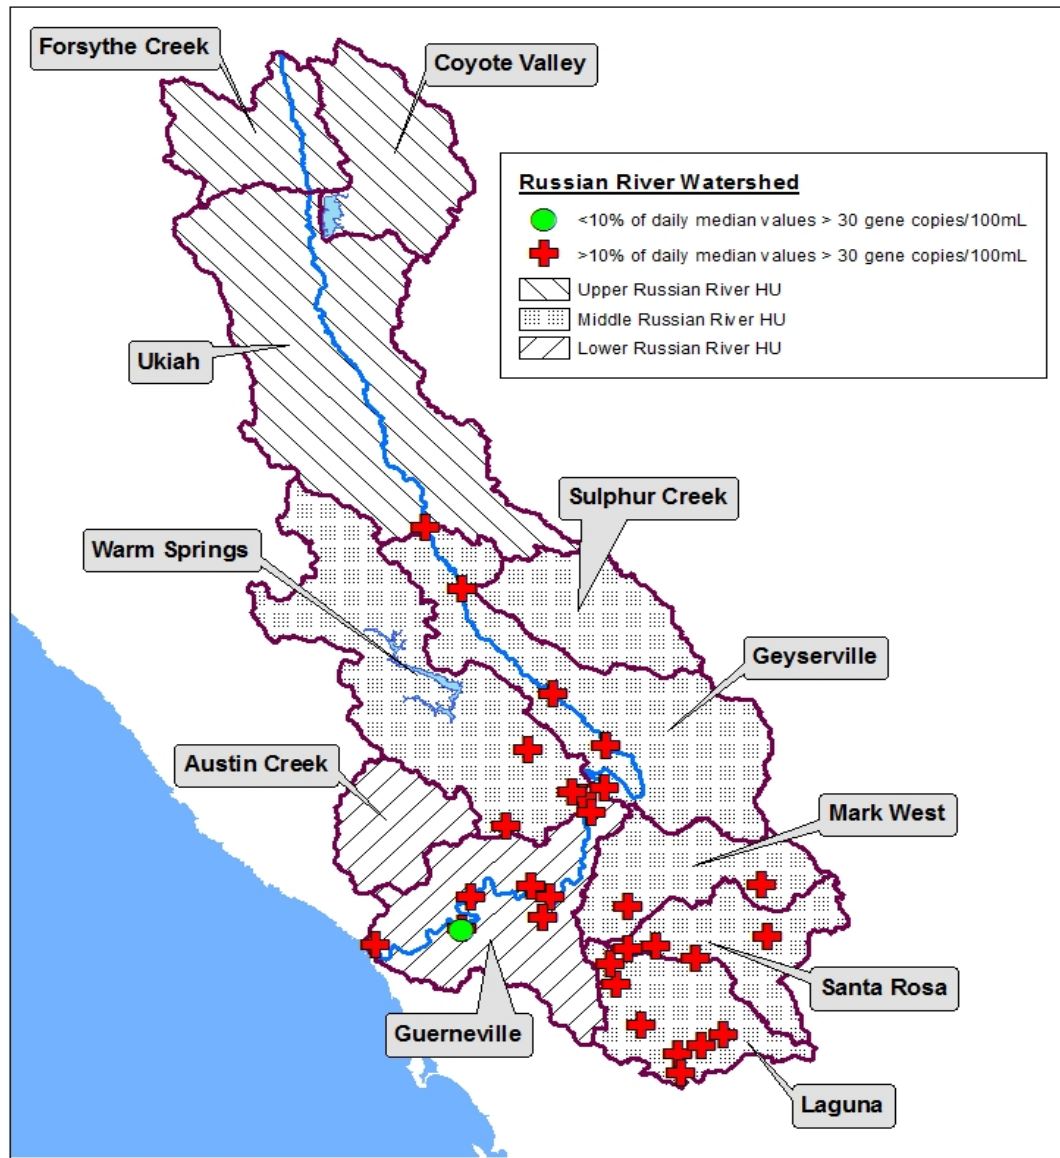 Forsythe Creek
Coyote Valley
Russian River Watershed
<10% of daily median values > 30 gene copies/100mL
>10% of daily median values > 30 gene copies/100mL
Upper Russian River HU
Middle Russian River HU
Lower Russian River HU
Ukiah
Sulphur Creek
Warm Springs
Geyserville
Austin Creek
Mark West
Santa Rosa
Guerneville
Laguna